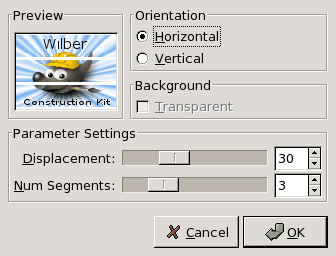 Preview
Wilber
Construction Kit
Orientation
Horizontal
Vertical
Background
Transparent
Parameter Settings
Displacement: 30
Num Segments: 3
Cancel OK